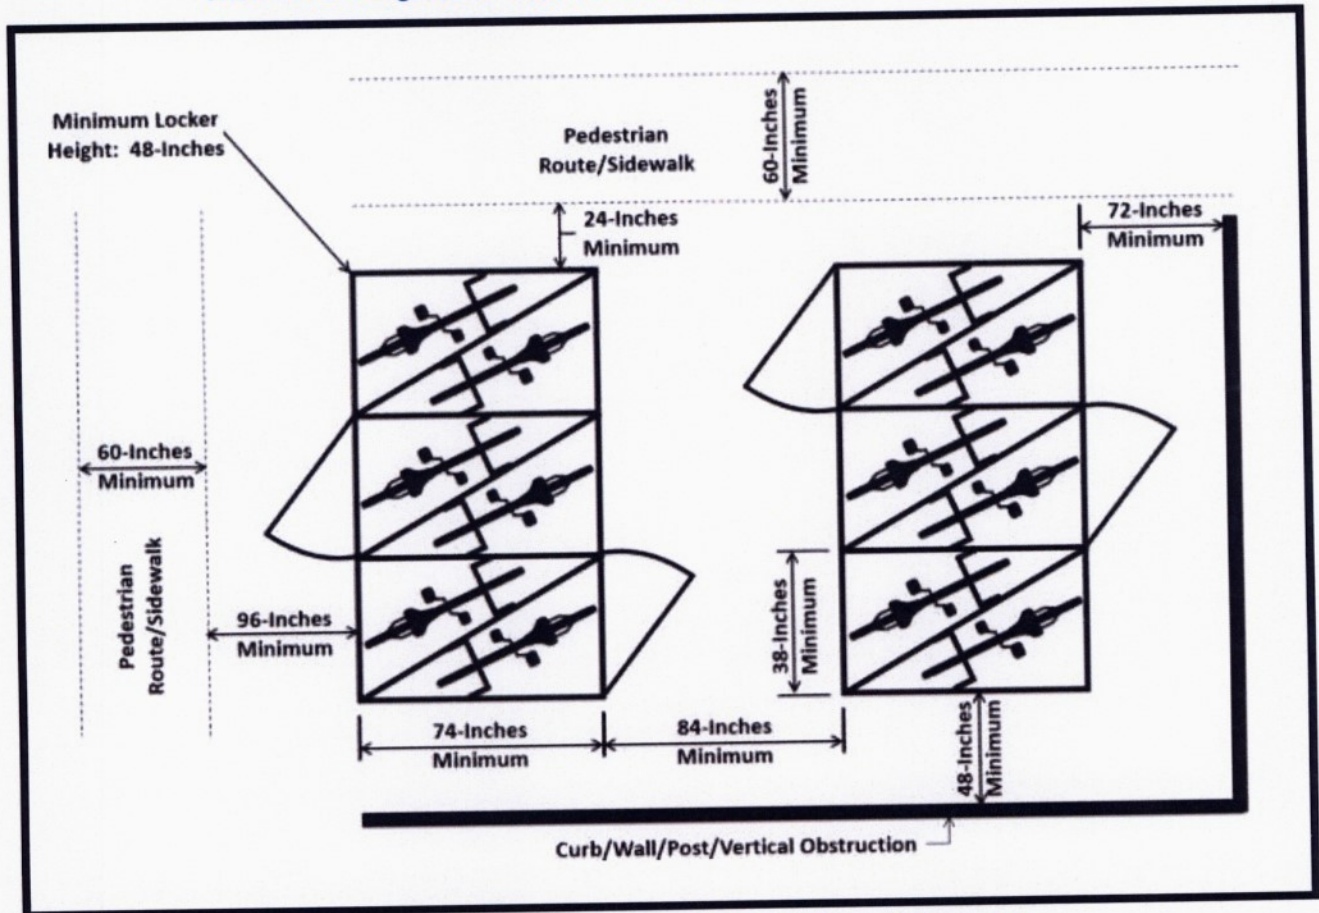 Minimum Locker
Height: 48-Inches
Pedestrian
Route/Sidewalk
60-Inches
Minimum
24-Inches
Minimum
72-Inches
Minimum
60-Inches
Minimum
Pedestrian
Route/Sidewalk
96-Inches
Minimum
38-Inches
Minimum
74-Inches
Minimum
84-Inches
Minimum
48-Inches
Minimum
Curb/Wall/Post/Vertical Obstruction